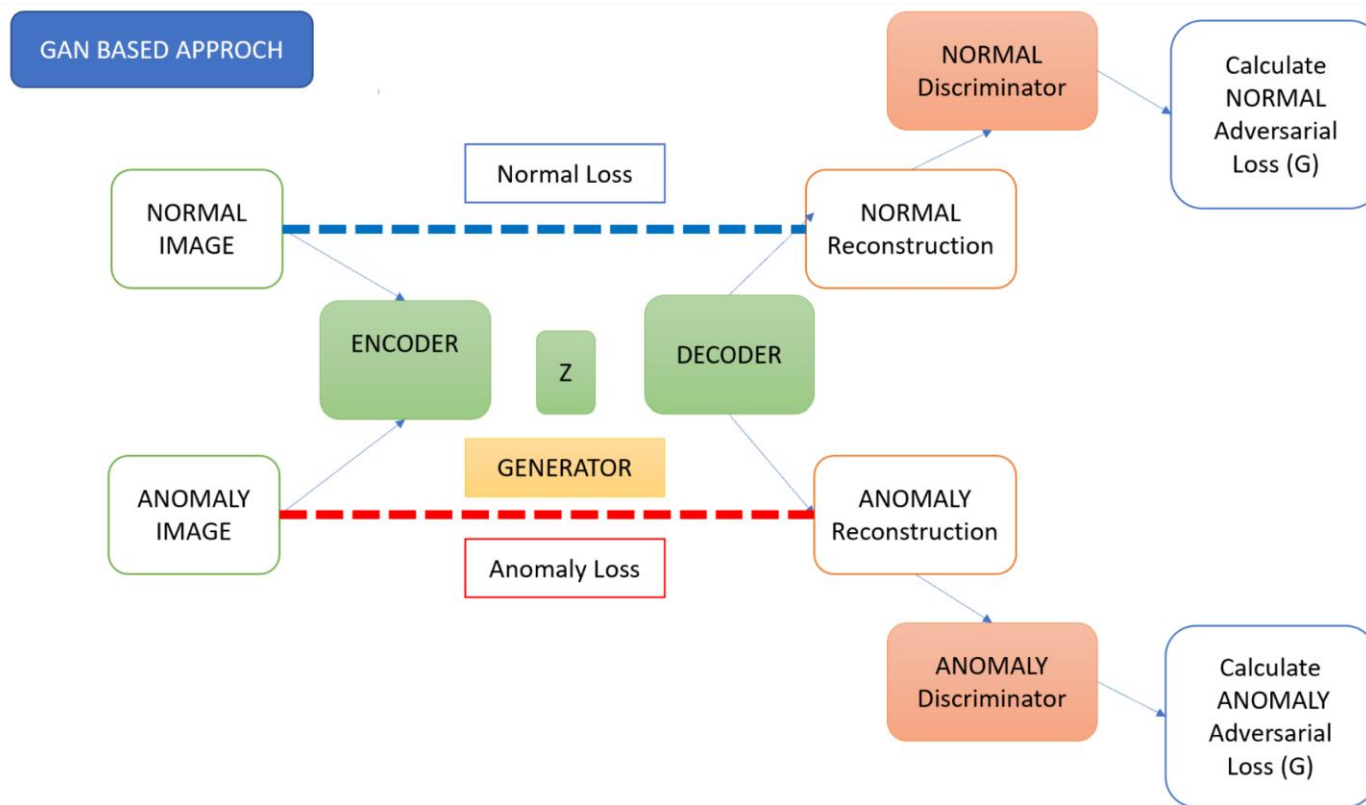 GAN BASED APPROCH
NORMAL
Discriminator
Calculate
NORMAL
Adversarial
Loss (G)
Normal Loss
NORMAL
IMAGE
NORMAL
Reconstruction
ENCODER
Z
DECODER
GENERATOR
ANOMALY
IMAGE
ANOMALY
Reconstruction
Anomaly Loss
ANOMALY
Discriminator
Calculate
ANOMALY
Adversarial
Loss (G)